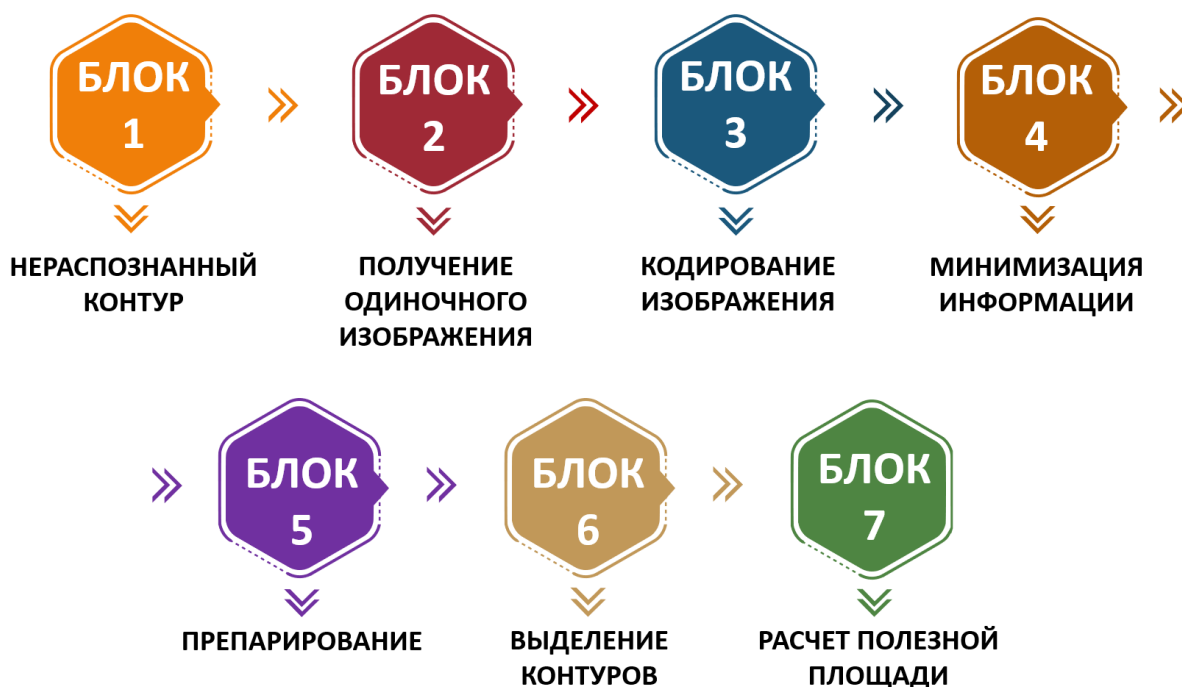 БЛОК
1
БЛОК
2
БЛОК
3
БЛОК
4
НЕРАСПОЗНАННЫЙ
КОНТУР
ПОЛУЧЕНИЕ
ОДИНОЧНОГО
ИЗОБРАЖЕНИЯ
КОДИРОВАНИЕ
ИЗОБРАЖЕНИЯ
МИНИМИЗАЦИЯ
ИНФОРМАЦИИ
БЛОК
5
БЛОК
6
БЛОК
7
ПРЕПАРИРОВАНИЕ
ВЫДЕЛЕНИЕ
КОНТУРОВ
РАСЧЕТ ПОЛЕЗНОЙ
ПЛОЩАДИ